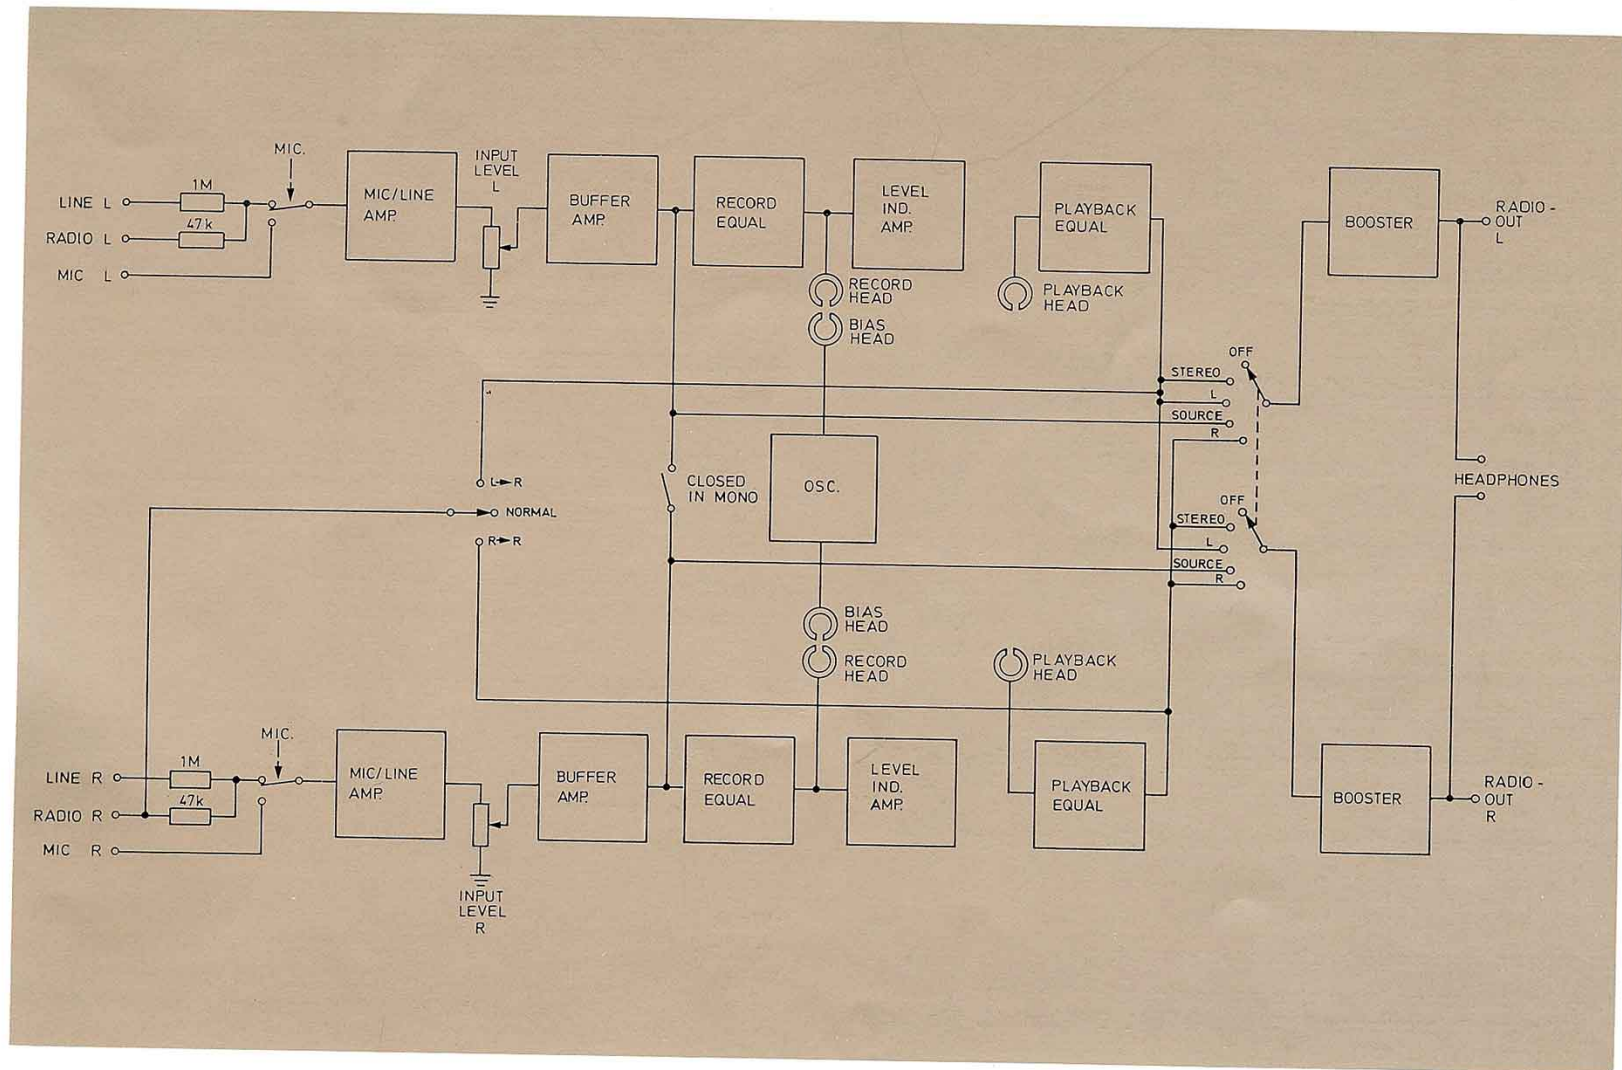 MIC.
INPUT
LEVEL
L
1M
LINE L
47k
RADIO L
MIC L
MIC/LINE
AMP.
BUFFER
AMP.
RECORD
EQUAL
LEVEL
IND.
AMP.
PLAYBACK
EQUAL
BOOSTER
RADIO -
OUT
L
RECORD
HEAD
BIAS
HEAD
PLAYBACK
HEAD
OFF
STEREO
L
SOURCE
R
L→R
NORMAL
R→R
CLOSED
IN MONO
OSC.
HEADPHONES
OFF
STEREO
L
SOURCE
R
BIAS
HEAD
RECORD
HEAD
PLAYBACK
HEAD
MIC.
1M
LINE R
47k
RADIO R
MIC R
MIC/LINE
AMP.
INPUT
LEVEL
R
BUFFER
AMP.
RECORD
EQUAL
LEVEL
IND.
AMP.
PLAYBACK
EQUAL
BOOSTER
RADIO -
OUT
R